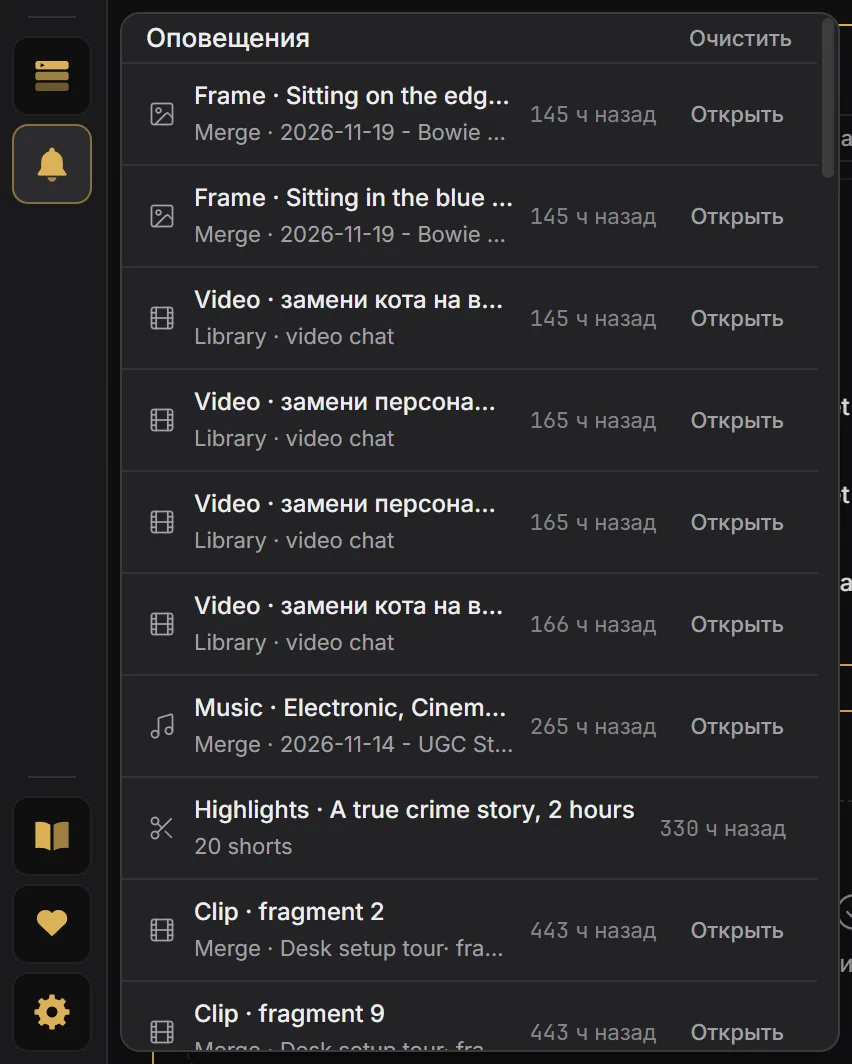 Оповещения
Очистить
Frame · Sitting on the edg...
Merge · 2026-11-19 - Bowie ...
145 ч назад
Открыть
Frame · Sitting in the blue ...
Merge · 2026-11-19 - Bowie ...
145 ч назад
Открыть
Video · замени кота на в...
Library · video chat
145 ч назад
Открыть
Video · замени персона...
Library · video chat
165 ч назад
Открыть
Video · замени персона...
Library · video chat
165 ч назад
Открыть
Video · замени кота на в...
Library · video chat
166 ч назад
Открыть
Music · Electronic, Cinem...
Merge · 2026-11-14 - UGC St...
265 ч назад
Открыть
Highlights · A true crime story, 2 hours
20 shorts
330 ч назад
Clip · fragment 2
Merge · Desk setup tour· fra...
443 ч назад
Открыть
Clip · fragment 9
Merge · Desk setup tour· fra...
443 ч назад
Открыть